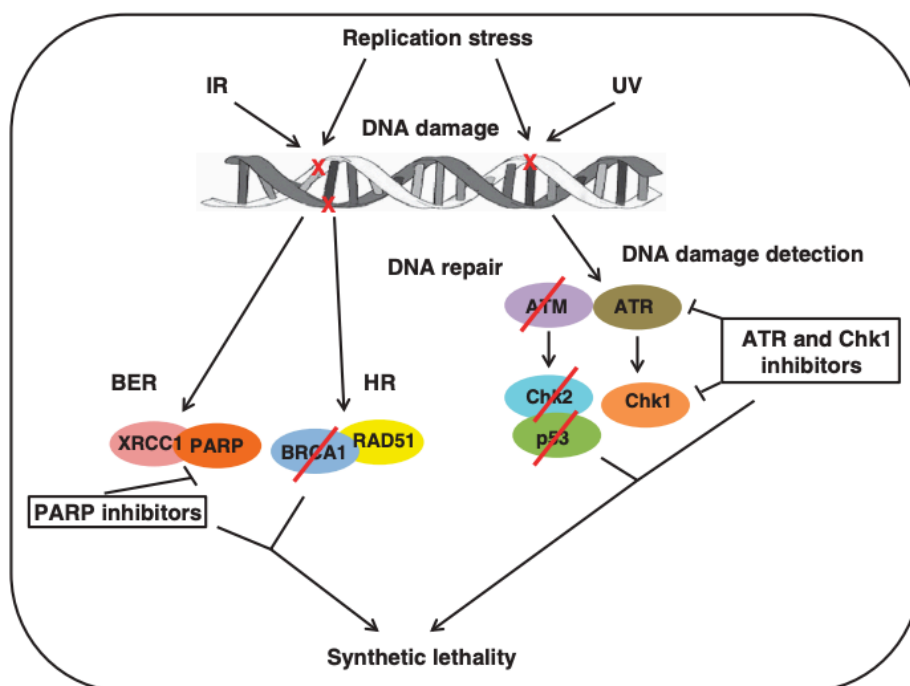 Replication stress
IR
UV
DNA damage
X
X
X
DNA repair
DNA damage detection
ATM
ATR
ATR and Chk1
inhibitors
BER
HR
Chk2
Chk1
XRCC1
PARP
BRCA1
RAD51
p53
PARP inhibitors
Synthetic lethality